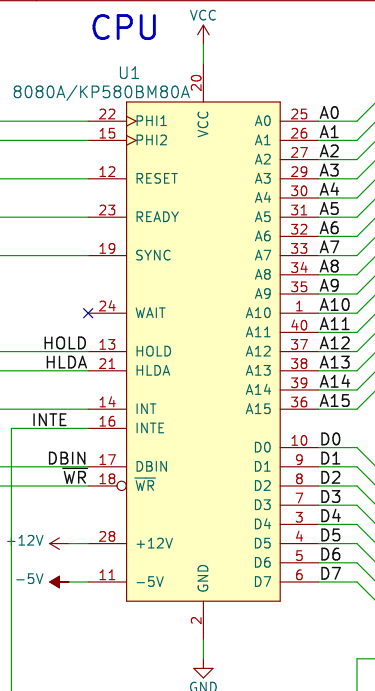 CPU
VCC
U1
8080A/КР580ВМ80А
20
VCC
22 PHI1 A0 25 A0
15 PHI2 A1 26 A1
A2 27 A2
12 RESET A3 29 A3
A4 30 A4
23 READY A5 31 A5
A6 32 A6
19 SYNC A7 33 A7
A8 34 A8
A9 35 A9
24 WAIT A10 1 A10
A11 40 A11
HOLD 13 HOLD A12 37 A12
HLDA 21 HLDA A13 38 A13
A14 39 A14
14 INT A15 36 A15
INTE 16 INTE
D0 10 D0
DBIN 17 DBIN D1 9 D1
WR 18 WR D2 8 D2
D3 7 D3
D4 3 D4
+12V 28 +12V D5 4 D5
D6 5 D6
-5V 11 -5V D7 6 D7
GND
2
GND